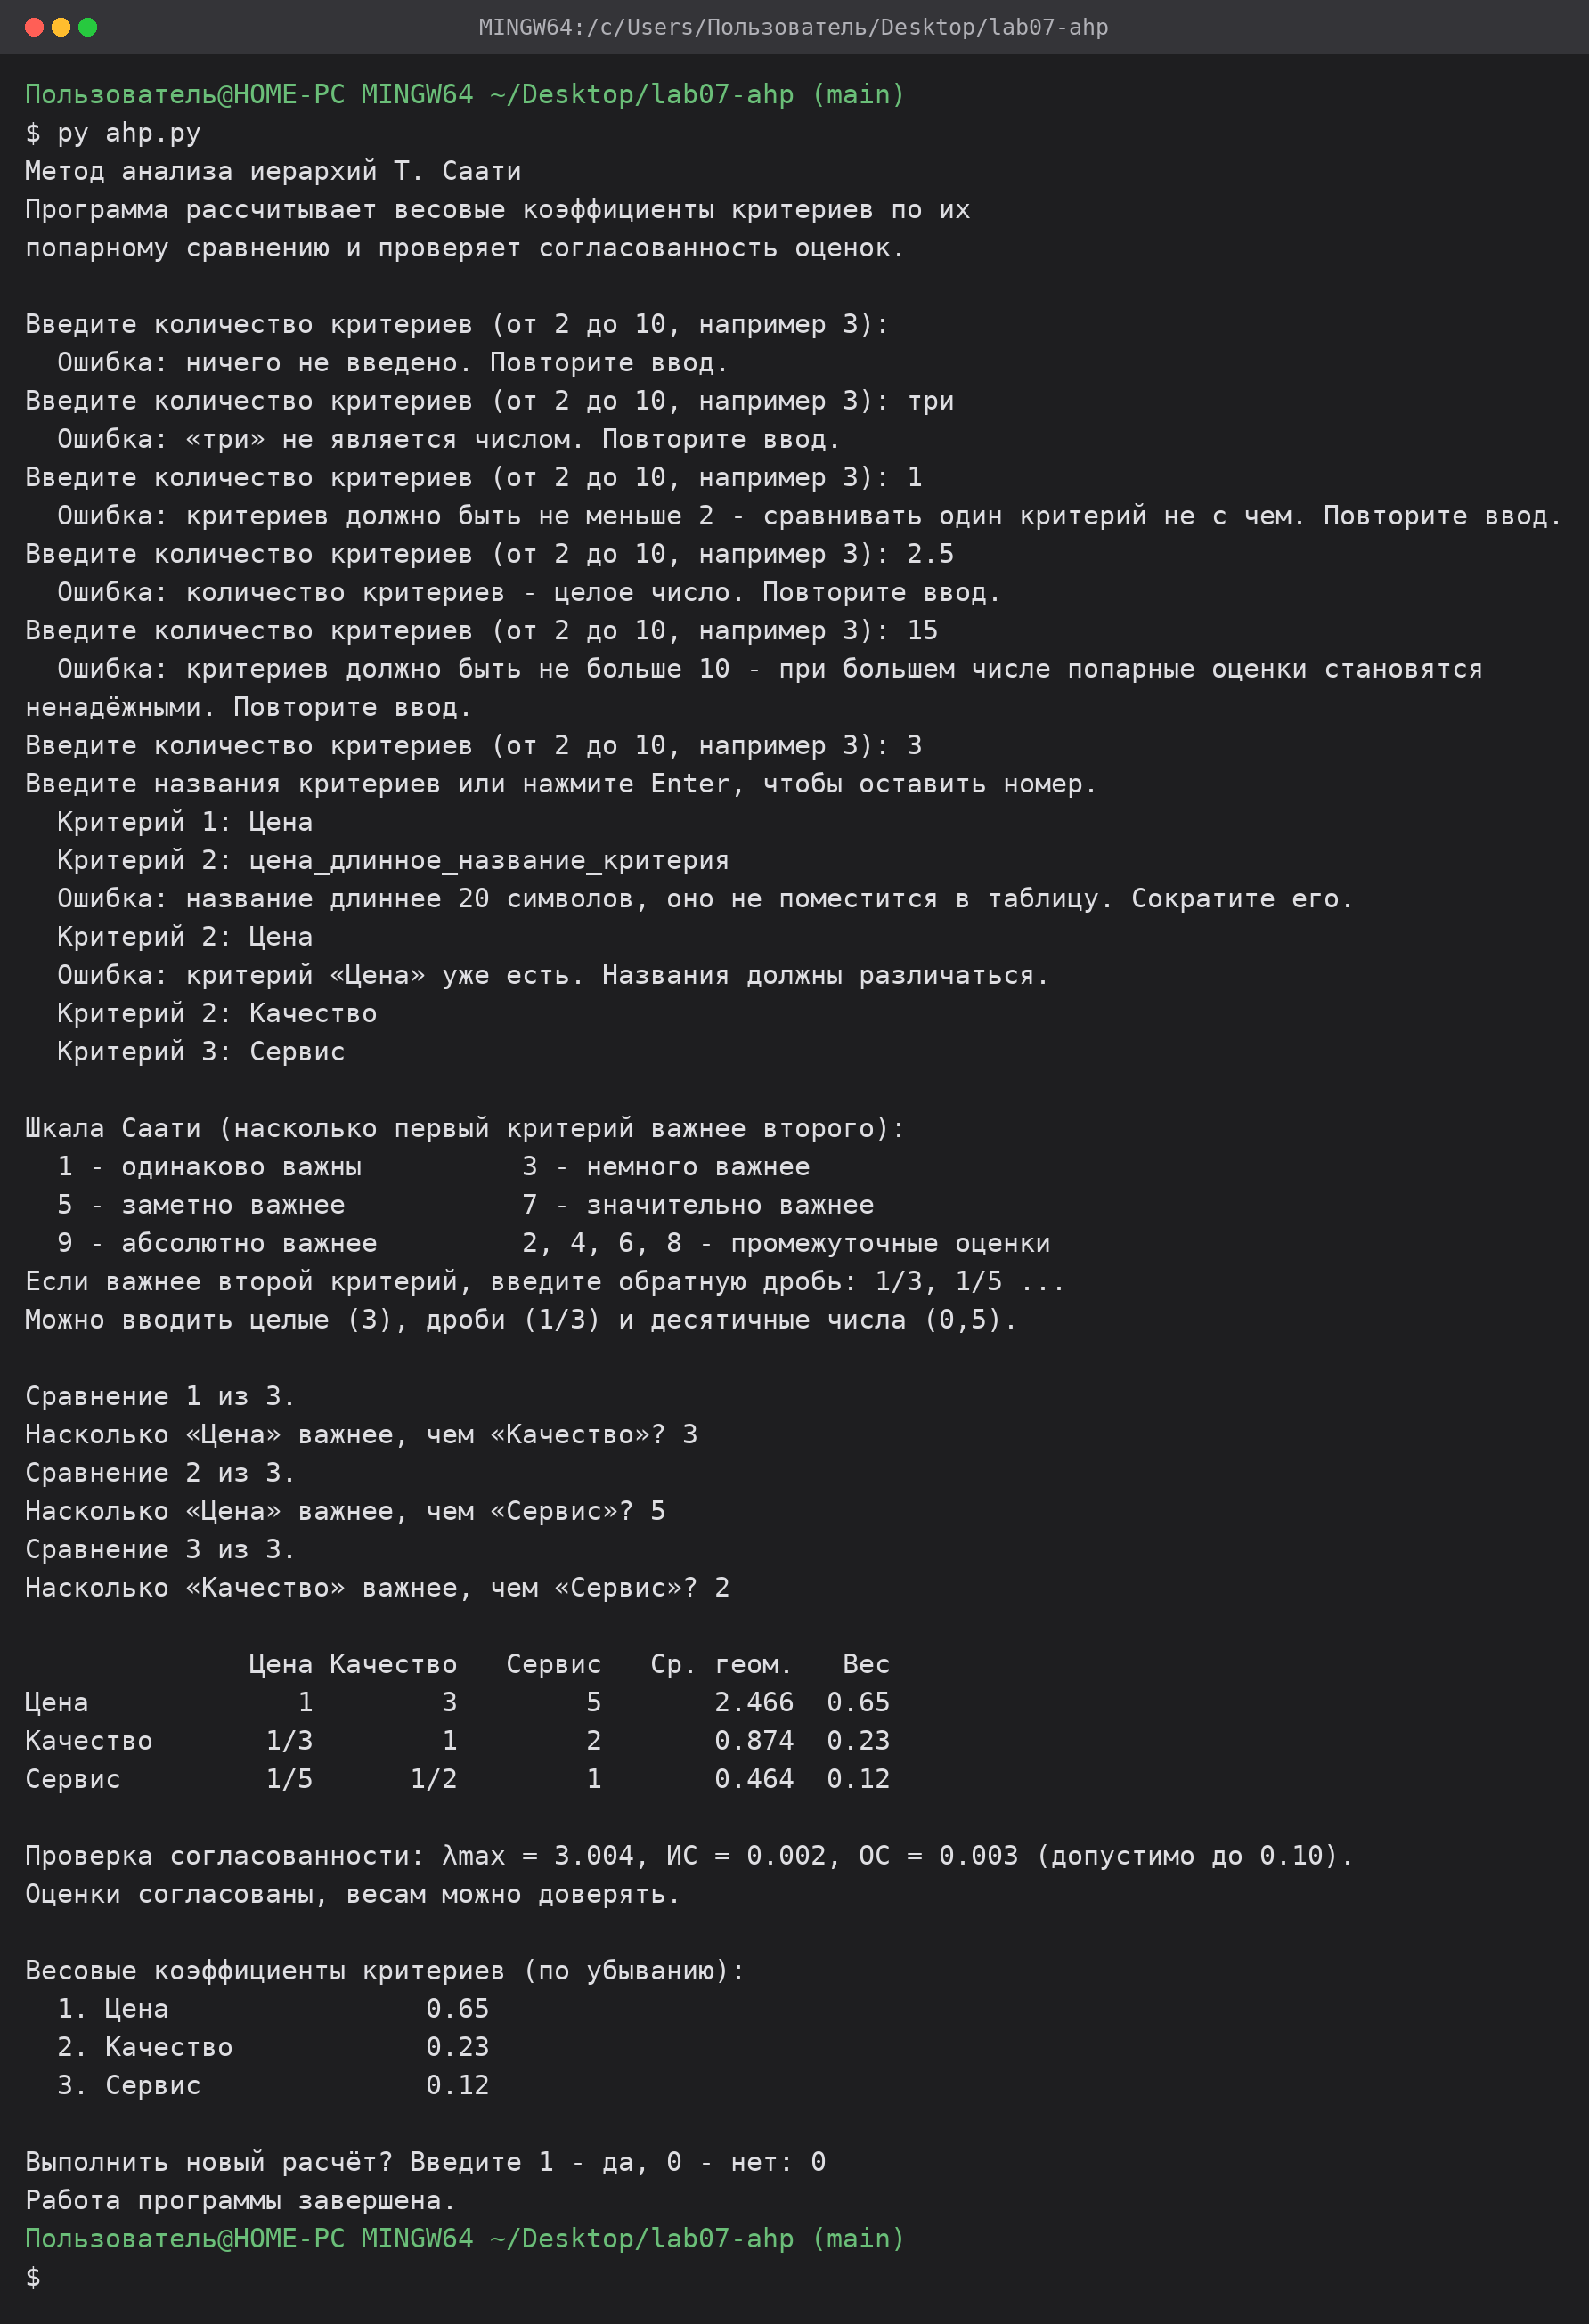 MINGW64:/c/Users/Пользователь/Desktop/lab07-ahp
Пользователь@HOME-PC MINGW64 ~/Desktop/lab07-ahp (main)
$ py ahp.py
Метод анализа иерархий Т. Саати
Программа рассчитывает весовые коэффициенты критериев по их
попарному сравнению и проверяет согласованность оценок.

Введите количество критериев (от 2 до 10, например 3):
  Ошибка: ничего не введено. Повторите ввод.
Введите количество критериев (от 2 до 10, например 3): три
  Ошибка: «три» не является числом. Повторите ввод.
Введите количество критериев (от 2 до 10, например 3): 1
  Ошибка: критериев должно быть не меньше 2 - сравнивать один критерий не с чем. Повторите ввод.
Введите количество критериев (от 2 до 10, например 3): 2.5
  Ошибка: количество критериев - целое число. Повторите ввод.
Введите количество критериев (от 2 до 10, например 3): 15
  Ошибка: критериев должно быть не больше 10 - при большем числе попарные оценки становятся
ненадёжными. Повторите ввод.
Введите количество критериев (от 2 до 10, например 3): 3
Введите названия критериев или нажмите Enter, чтобы оставить номер.
  Критерий 1: Цена
  Критерий 2: цена_длинное_название_критерия
  Ошибка: название длиннее 20 символов, оно не поместится в таблицу. Сократите его.
  Критерий 2: Цена
  Ошибка: критерий «Цена» уже есть. Названия должны различаться.
  Критерий 2: Качество
  Критерий 3: Сервис

Шкала Саати (насколько первый критерий важнее второго):
  1 - одинаково важны          3 - немного важнее
  5 - заметно важнее           7 - значительно важнее
  9 - абсолютно важнее         2, 4, 6, 8 - промежуточные оценки
Если важнее второй критерий, введите обратную дробь: 1/3, 1/5 ...
Можно вводить целые (3), дроби (1/3) и десятичные числа (0,5).

Сравнение 1 из 3.
Насколько «Цена» важнее, чем «Качество»? 3
Сравнение 2 из 3.
Насколько «Цена» важнее, чем «Сервис»? 5
Сравнение 3 из 3.
Насколько «Качество» важнее, чем «Сервис»? 2

              Цена Качество   Сервис   Ср. геом.   Вес
Цена             1        3        5       2.466  0.65
Качество       1/3        1        2       0.874  0.23
Сервис         1/5      1/2        1       0.464  0.12

Проверка согласованности: λmax = 3.004, ИС = 0.002, ОС = 0.003 (допустимо до 0.10).
Оценки согласованы, весам можно доверять.

Весовые коэффициенты критериев (по убыванию):
  1. Цена                0.65
  2. Качество            0.23
  3. Сервис              0.12

Выполнить новый расчёт? Введите 1 - да, 0 - нет: 0
Работа программы завершена.
Пользователь@HOME-PC MINGW64 ~/Desktop/lab07-ahp (main)
$